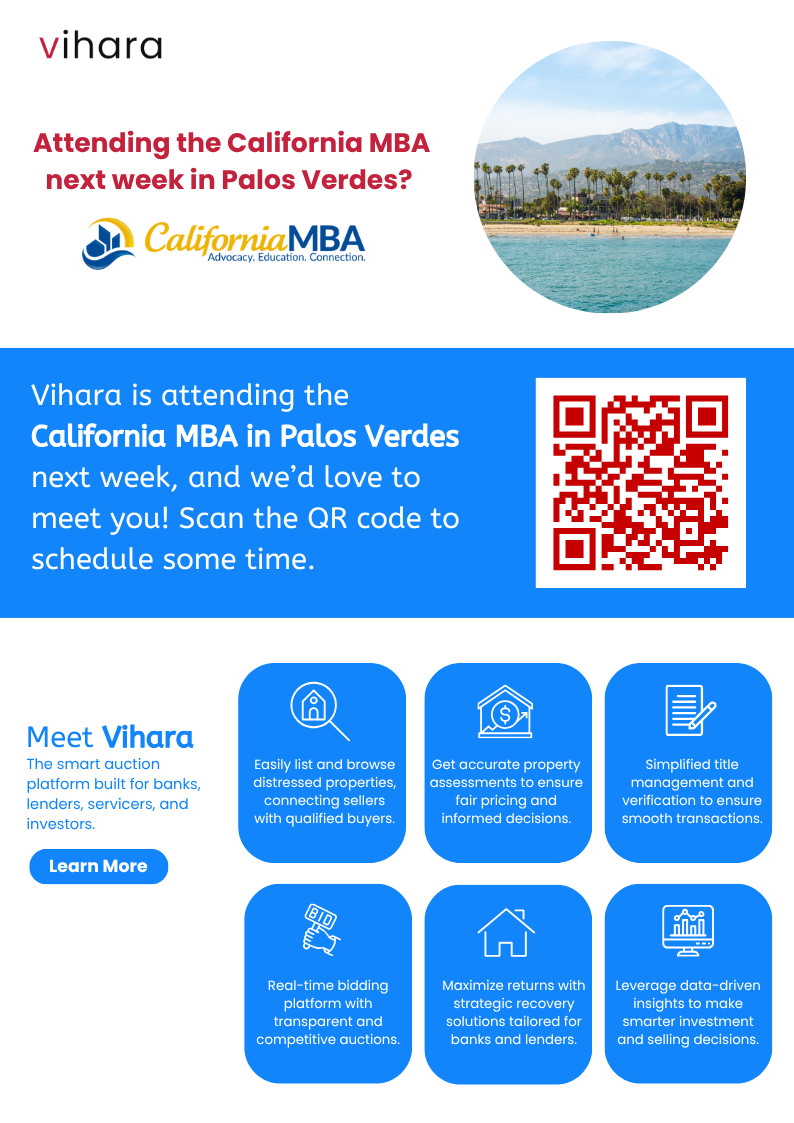 vihara
Attending the California MBA
next week in Palos Verdes?
CaliforniaMBA
Advocacy. Education. Connection.
Vihara is attending the
California MBA in Palos Verdes
next week, and we’d love to
meet you! Scan the QR code to
schedule some time.
Meet Vihara
The smart auction
platform built for banks,
lenders, servicers, and
investors.
Learn More
Easily list and browse
distressed properties,
connecting sellers
with qualified buyers.
Get accurate property
assessments to ensure
fair pricing and
informed decisions.
Simplified title
management and
verification to ensure
smooth transactions.
BID
Real-time bidding
platform with
transparent and
competitive auctions.
Maximize returns with
strategic recovery
solutions tailored for
banks and lenders.
Leverage data-driven
insights to make
smarter investment
and selling decisions.